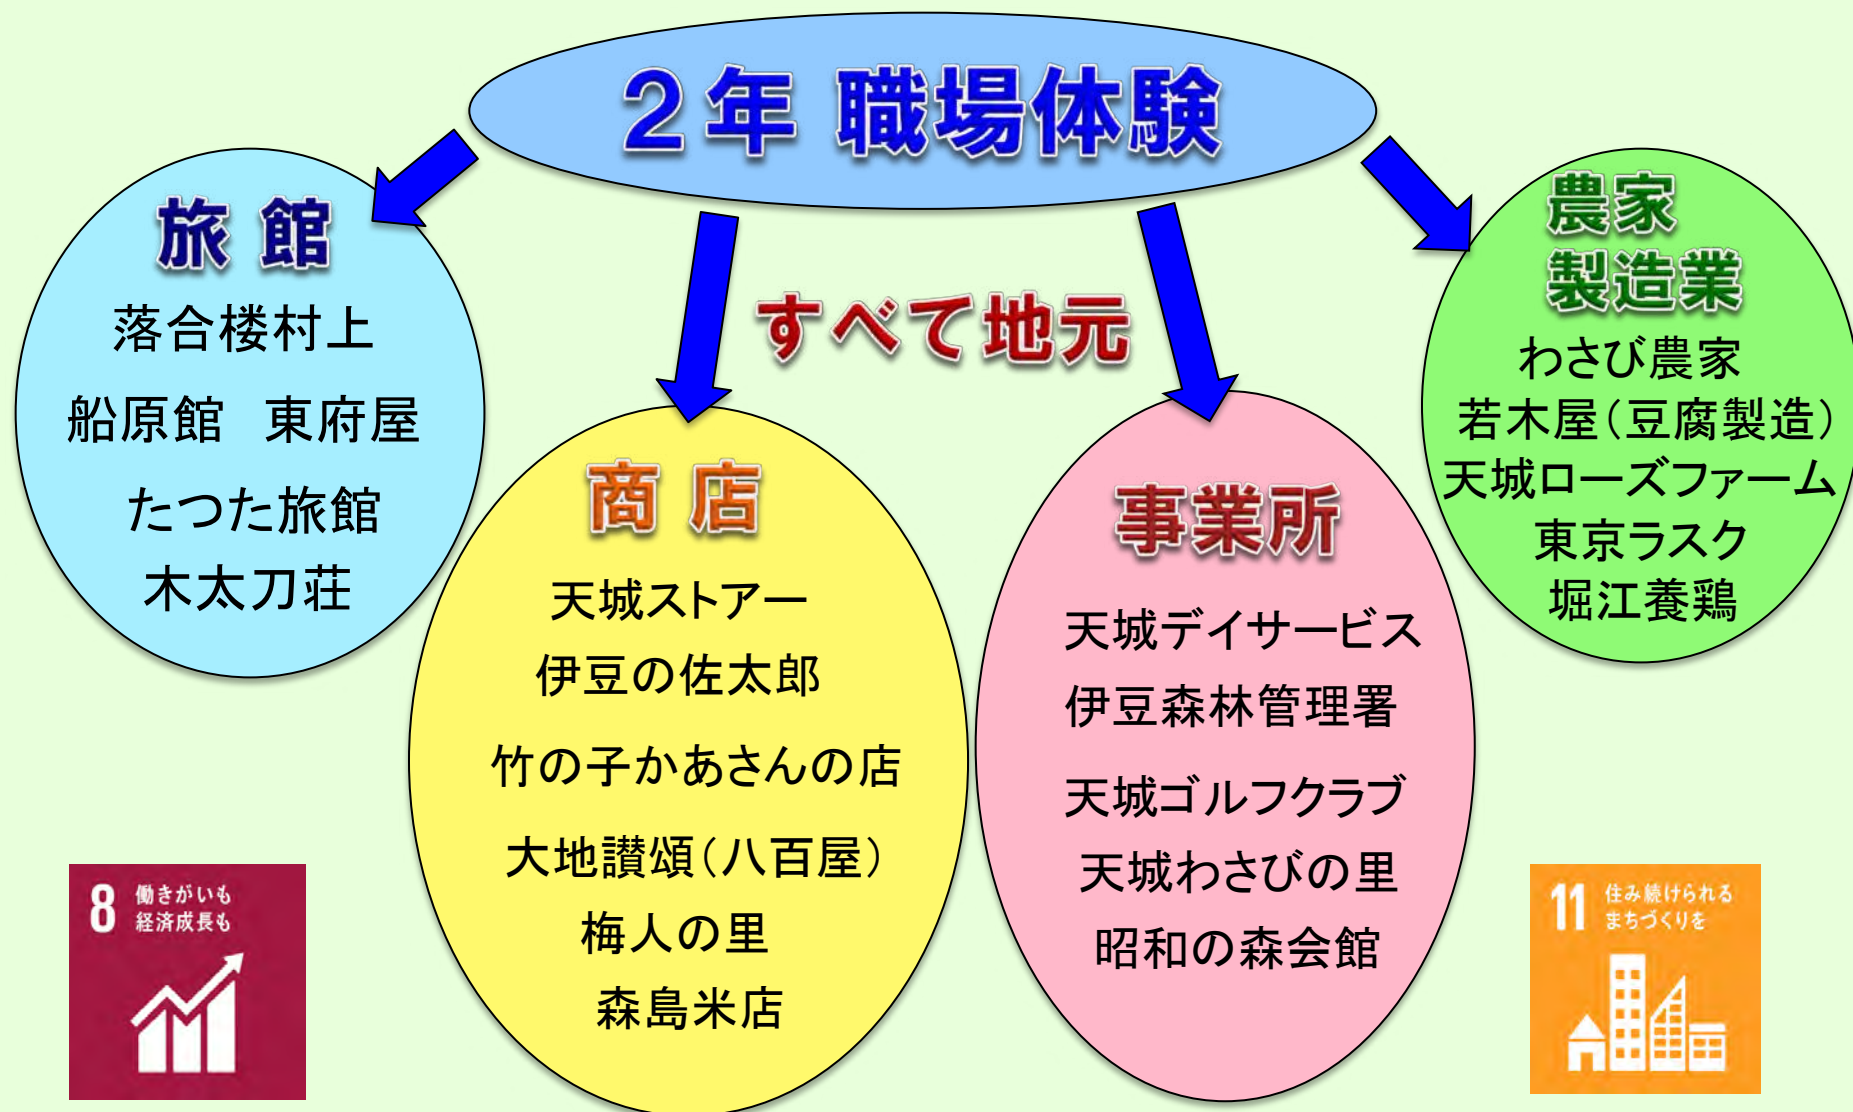 2年 職場体験
旅 館
落合楼村上
船原館 東府屋
たつた旅館
木太刀荘
すべて地元
商 店
天城ストアー
伊豆の佐太郎
竹の子かあさんの店
大地讃頌（八百屋）
梅人の里
森島米店
事業所
天城デイサービス
伊豆森林管理署
天城ゴルフクラブ
天城わさびの里
昭和の森会館
農家
製造業
わさび農家
若木屋（豆腐製造）
天城ローズファーム
東京ラスク
堀江養鶏
8 働きがいも
経済成長も
11 住み続けられる
まちづくりを